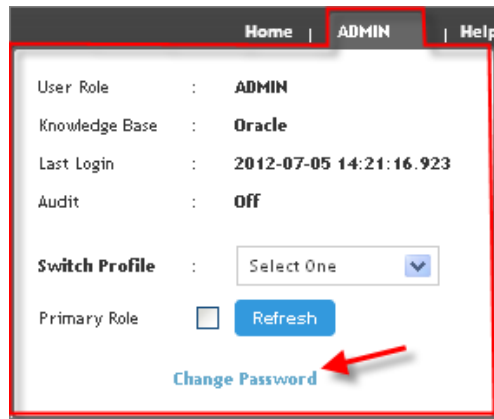 Home | ADMIN | Help
User Role : ADMIN
Knowledge Base : Oracle
Last Login : 2012-07-05 14:21:16.923
Audit : Off
Switch Profile : Select One
Primary Role Refresh
Change Password